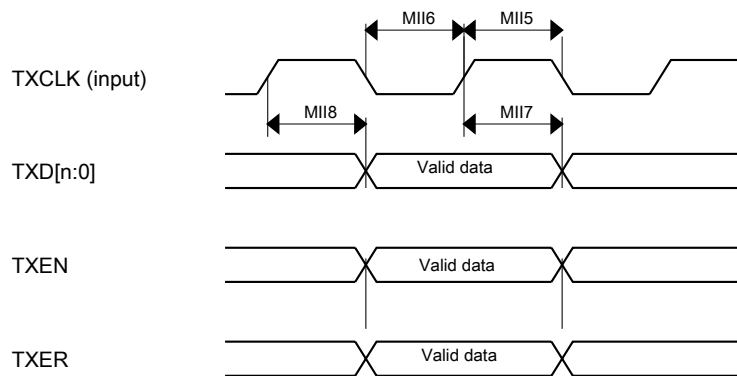 MII6 MII5
TXCLK (input)
MII8 MII7
TXD[n:0] Valid data
TXEN Valid data
TXER Valid data